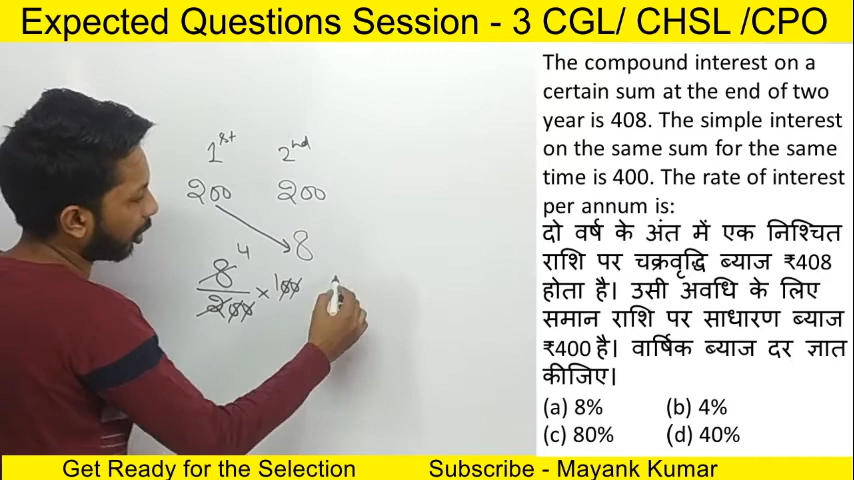 Expected Questions Session - 3 CGL/ CHSL /CPO
1st 2nd
200 200
8
4
8
200 × 100
The compound interest on a
certain sum at the end of two
year is 408. The simple interest
on the same sum for the same
time is 400. The rate of interest
per annum is:
दो वर्ष के अंत में एक निश्चित
राशि पर चक्रवृद्धि ब्याज ₹408
होता है। उसी अवधि के लिए
समान राशि पर साधारण ब्याज
₹400 है। वार्षिक ब्याज दर ज्ञात
कीजिए।
(a) 8% (b) 4%
(c) 80% (d) 40%
Get Ready for the Selection Subscribe - Mayank Kumar